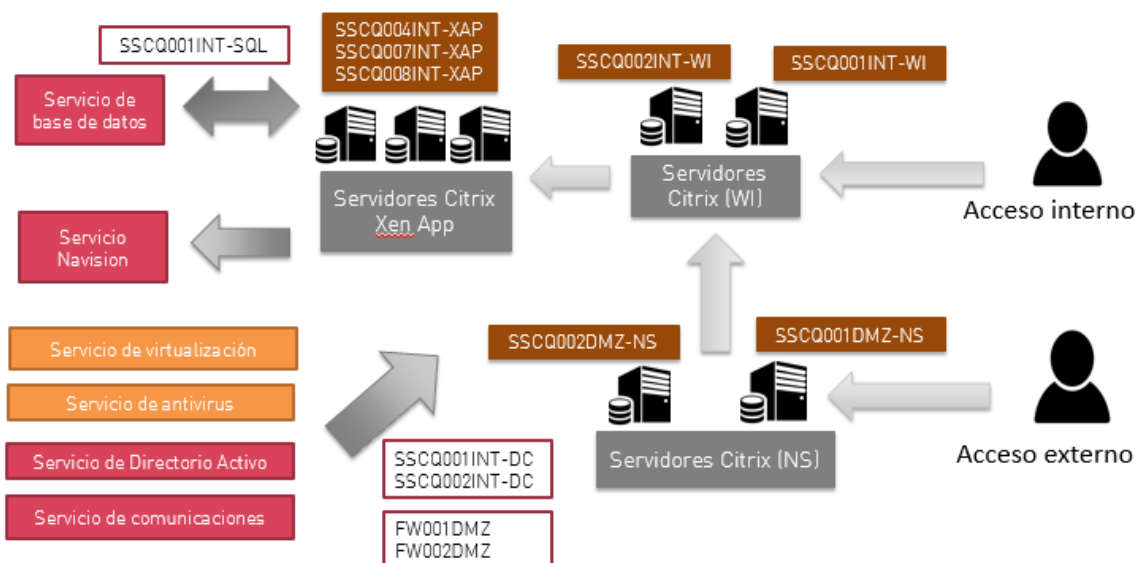 SSCQ001INT-SQL
SSCQ004INT-XAP
SSCQ007INT-XAP
SSCQ008INT-XAP
SSCQ002INT-WI
SSCQ001INT-WI
Servicio de
base de datos
Servidores Citrix
Xen App
Servidores
Citrix (WI)
Acceso interno
Servicio
Navision
SSCQ002DMZ-NS
SSCQ001DMZ-NS
Servicio de virtualización
Servicio de antivirus
Servicio de Directorio Activo
Servicio de comunicaciones
SSCQ001INT-DC
SSCQ002INT-DC
FW001DMZ
FW002DMZ
Servidores Citrix (NS)
Acceso externo